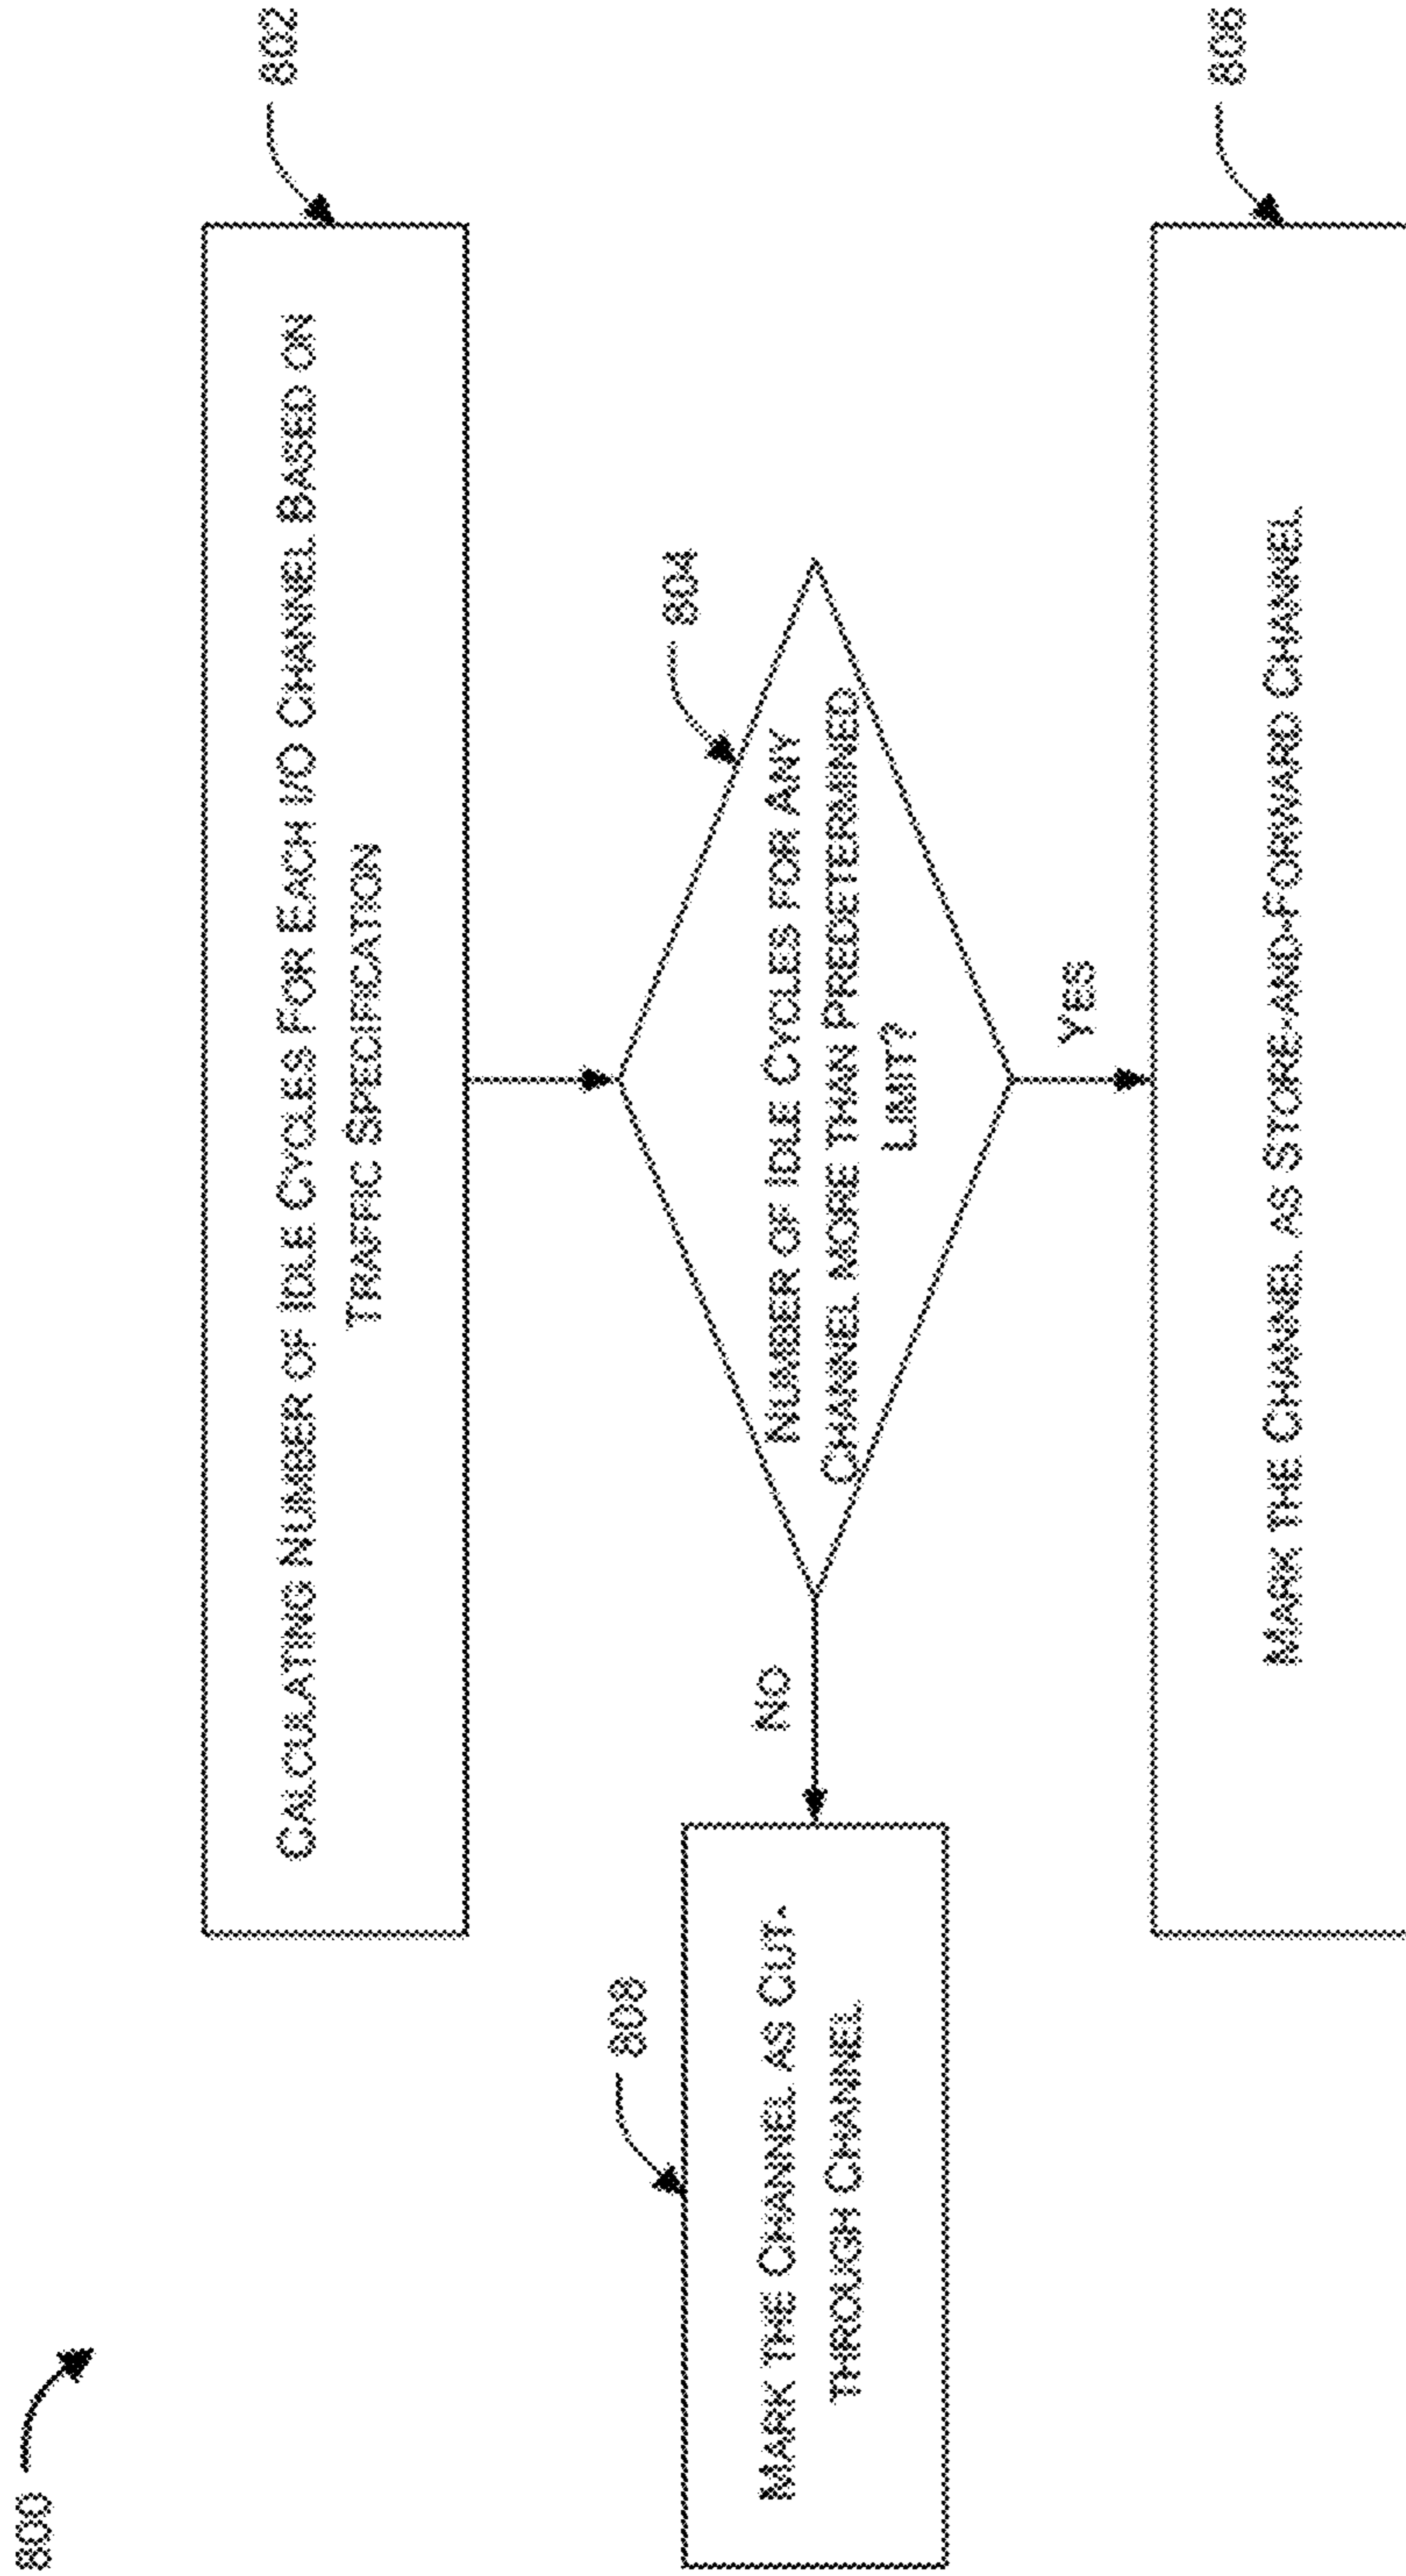 800
CALCULATING NUMBER OF IDLE CYCLES FOR EACH I/O CHANNEL BASED ON
TRAFFIC SPECIFICATION
802
804
NUMBER OF IDLE CYCLES FOR ANY
CHANNEL MORE THAN PREDETERMINED
LIMIT?
NO
808
MARK THE CHANNEL AS CUT-
THROUGH CHANNEL
YES
MARK THE CHANNEL AS STORE-AND-FORWARD CHANNEL
806